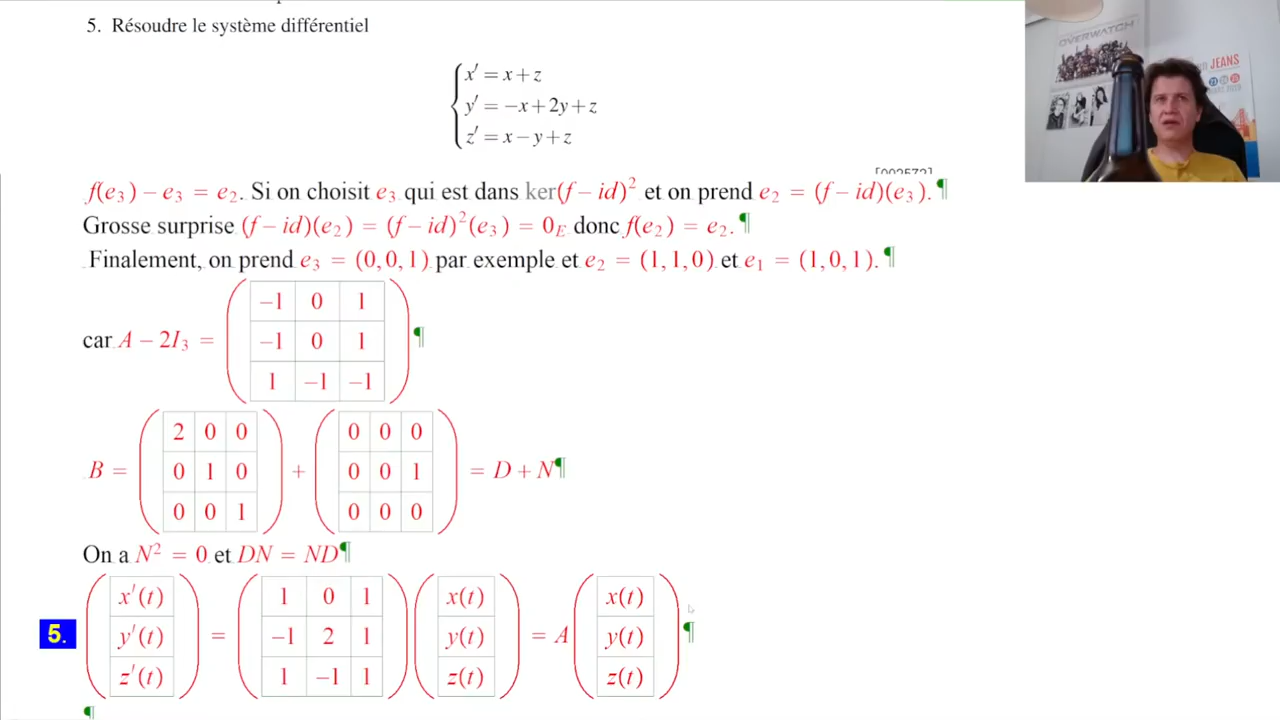 5. Résoudre le système différentiel
x′ = x + z
y′ = −x + 2y + z
z′ = x − y + z
OVERWATCH
JEANS
f(e₃) − e₃ = e₂. Si on choisit e₃ qui est dans ker(f − id)² et on prend e₂ = (f − id)(e₃).¶
Grosse surprise (f − id)(e₂) = (f − id)²(e₃) = 0_E donc f(e₂) = e₂.¶
Finalement, on prend e₃ = (0, 0, 1) par exemple et e₂ = (1, 1, 0) et e₁ = (1, 0, 1).¶
−1 0 1
car A − 2I₃ = −1 0 1 ¶
1 −1 −1
2 0 0 0 0 0
B = 0 1 0 + 0 0 1 = D + N¶
0 0 1 0 0 0
On a N² = 0 et DN = ND¶
x′(t) 1 0 1 x(t) x(t)
5. y′(t) = −1 2 1 y(t) = A y(t) ¶
z′(t) 1 −1 1 z(t) z(t)
¶